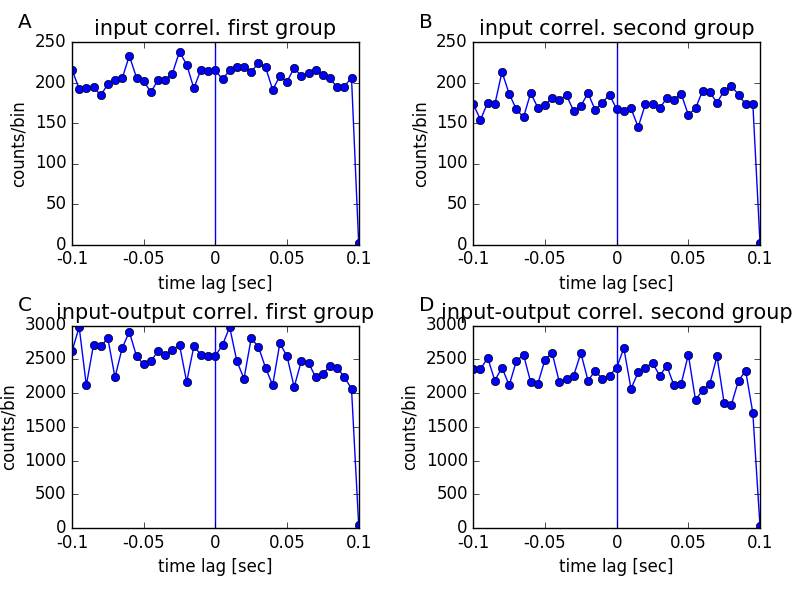 A
input correl. first group
250
200
150
100
50
0
counts/bin
-0.1 -0.05 0 0.05 0.1
time lag [sec]
B
input correl. second group
250
200
150
100
50
0
counts/bin
-0.1 -0.05 0 0.05 0.1
time lag [sec]
C
input-output correl. first group
3000
2500
2000
1500
1000
500
0
counts/bin
-0.1 -0.05 0 0.05 0.1
time lag [sec]
D
input-output correl. second group
3000
2500
2000
1500
1000
500
0
counts/bin
-0.1 -0.05 0 0.05 0.1
time lag [sec]